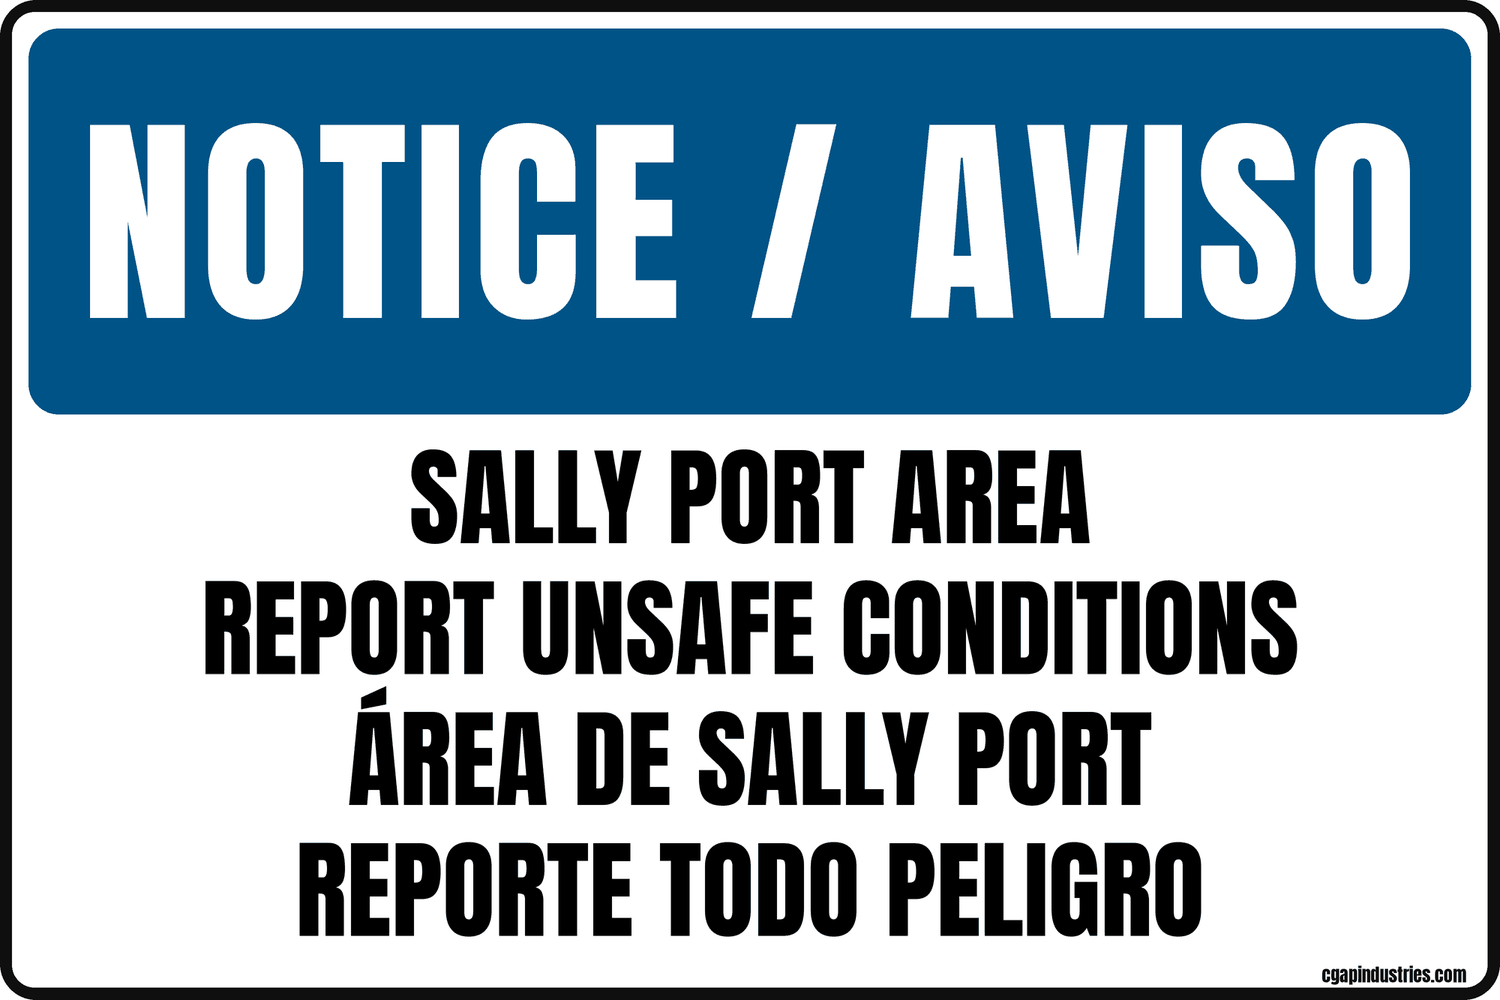 NOTICE / AVISO
SALLY PORT AREA
REPORT UNSAFE CONDITIONS
ÁREA DE SALLY PORT
REPORTE TODO PELIGRO
cgapindustries.com